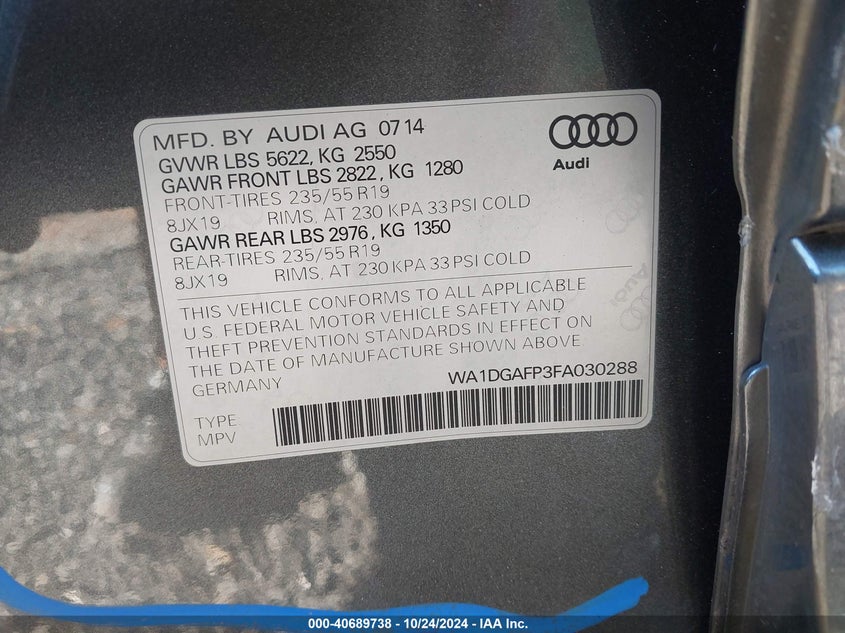 MFD. BY AUDI AG 07 14
GVWR LBS 5622, KG 2550
GAWR FRONT LBS 2822, KG 1280
FRONT-TIRES 235/55 R19
8JX19 RIMS. AT 230 KPA 33 PSI COLD
GAWR REAR LBS 2976, KG 1350
REAR-TIRES 235/55 R19
8JX19 RIMS. AT 230 KPA 33 PSI COLD
Audi
THIS VEHICLE CONFORMS TO ALL APPLICABLE
U.S. FEDERAL MOTOR VEHICLE SAFETY AND
THEFT PREVENTION STANDARDS IN EFFECT ON
THE DATE OF MANUFACTURE SHOWN ABOVE
GERMANY WA1DGAFP3FA030288
TYPE
MPV
Audi
000-40689738 - 10/24/2024 - IAA Inc.